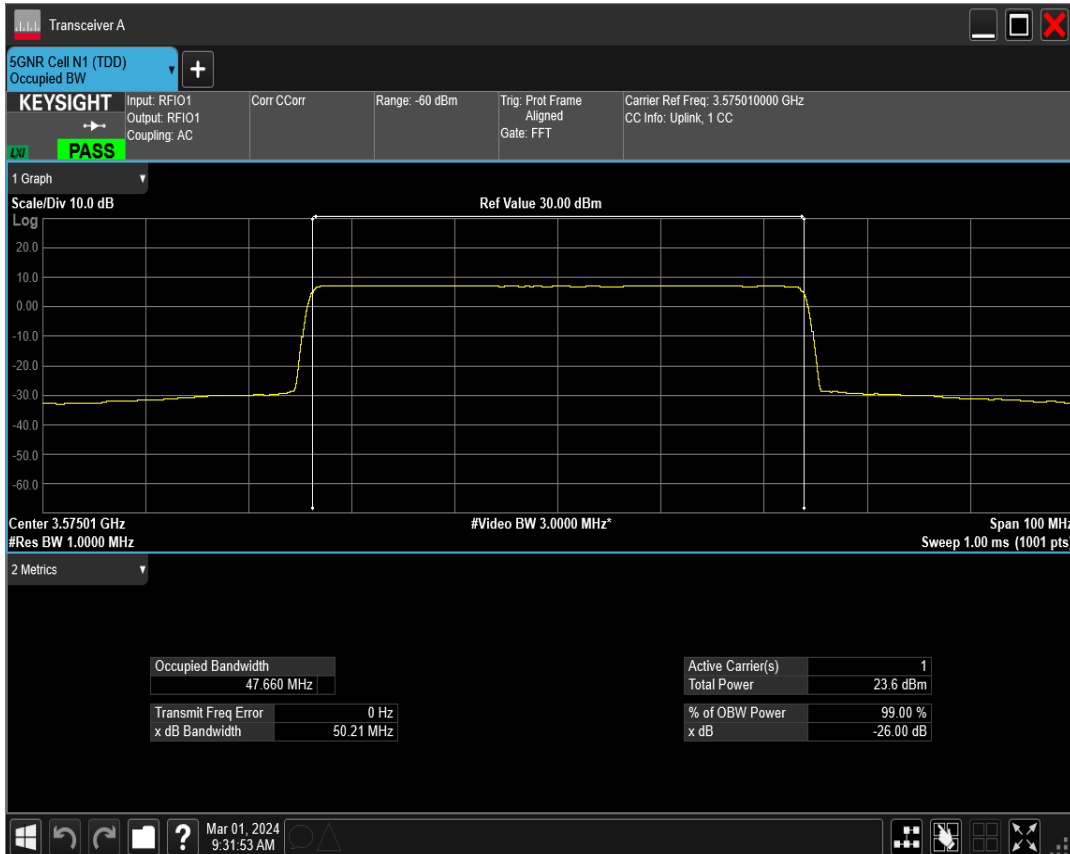 Transceiver A
5GNR Cell N1 (TDD)
Occupied BW
+
KEYSIGHT
LXI
PASS
Input: RFIO1
Output: RFIO1
Coupling: AC
Corr CCorr
Range: -60 dBm
Trig: Prot Frame
Aligned
Gate: FFT
Carrier Ref Freq: 3.575010000 GHz
CC Info: Uplink, 1 CC
1 Graph
Scale/Div 10.0 dB
Ref Value 30.00 dBm
Log
20.0
10.0
0.00
-10.0
-20.0
-30.0
-40.0
-50.0
-60.0
Center 3.57501 GHz
#Video BW 3.0000 MHz*
Span 100 MHz
#Res BW 1.0000 MHz
Sweep 1.00 ms (1001 pts)
2 Metrics
Occupied Bandwidth
47.660 MHz
Transmit Freq Error 0 Hz
x dB Bandwidth 50.21 MHz
Active Carrier(s) 1
Total Power 23.6 dBm
% of OBW Power 99.00 %
x dB -26.00 dB
?
Mar 01, 2024
9:31:53 AM